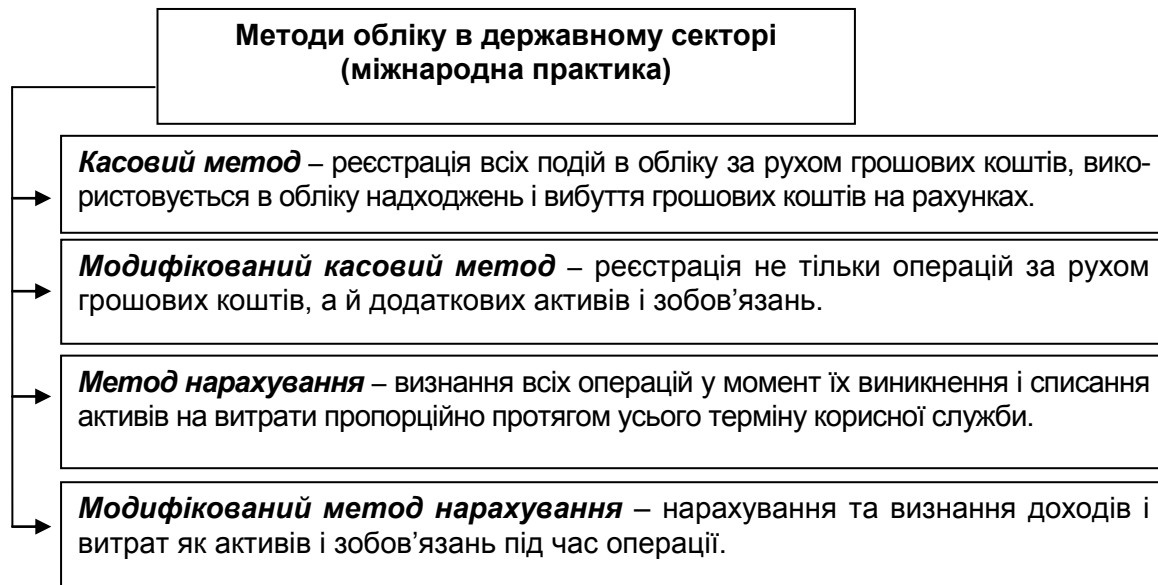 Методи обліку в державному секторі
(міжнародна практика)
Касовий метод – реєстрація всіх подій в обліку за рухом грошових коштів, вико-
ристовується в обліку надходжень і вибуття грошових коштів на рахунках.
Модифікований касовий метод – реєстрація не тільки операцій за рухом
грошових коштів, а й додаткових активів і зобов’язань.
Метод нарахування – визнання всіх операцій у момент їх виникнення і списання
активів на витрати пропорційно протягом усього терміну корисної служби.
Модифікований метод нарахування – нарахування та визнання доходів і
витрат як активів і зобов’язань під час операції.